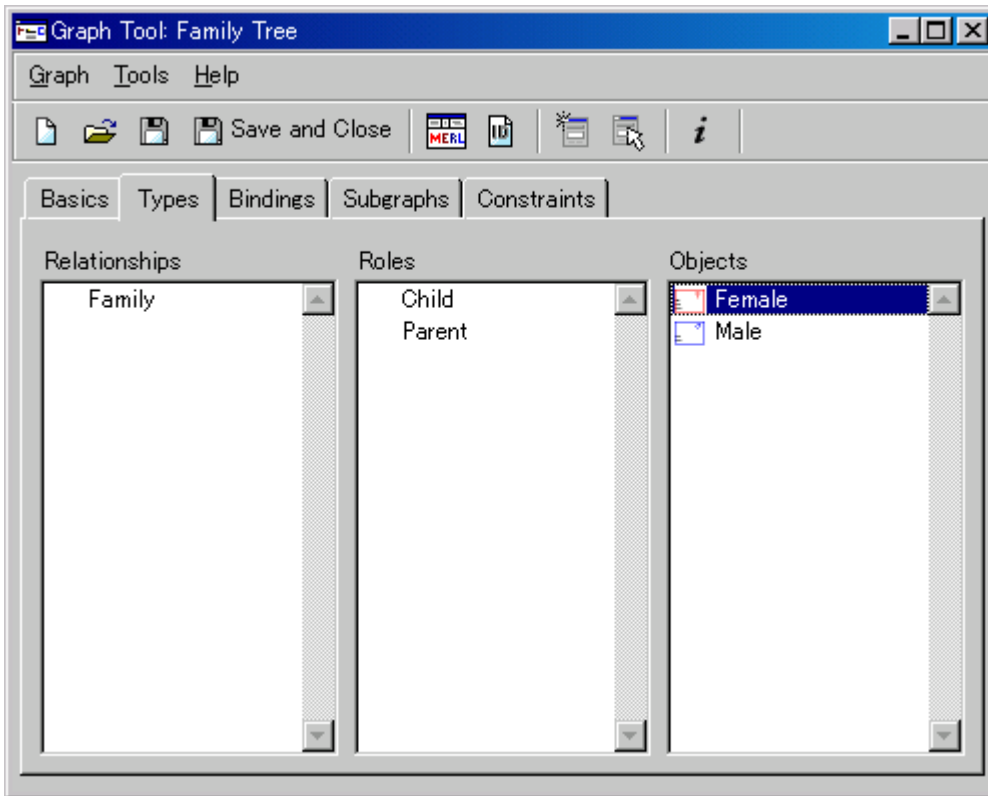 Graph Tool: Family Tree
Graph Tools Help
Save and Close MERL ID i
Basics Types Bindings Subgraphs Constraints
Relationships Roles Objects
Family Child Female
Parent Male